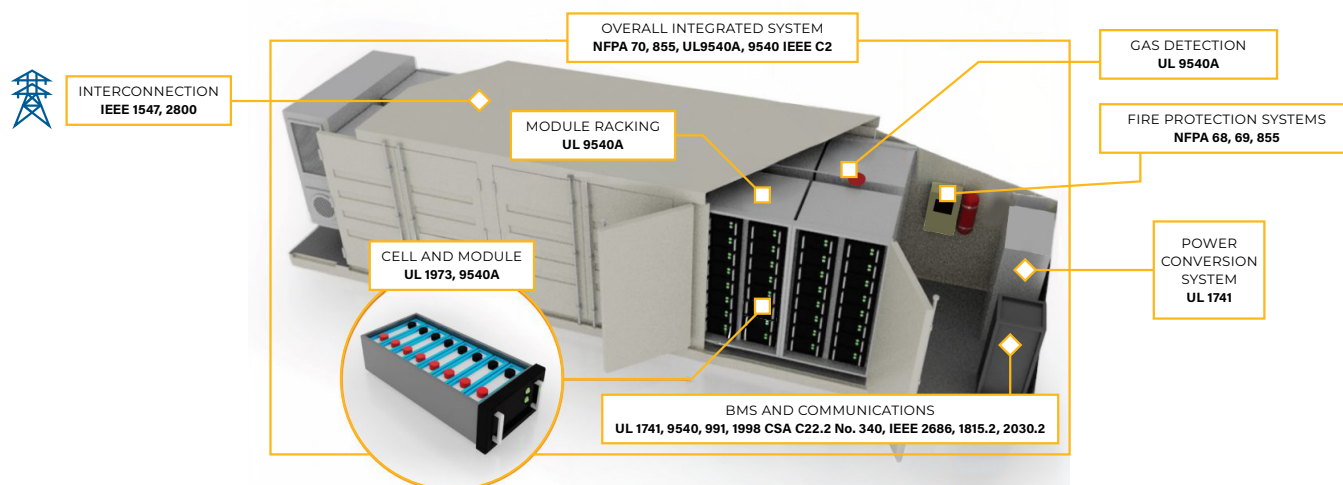 OVERALL INTEGRATED SYSTEM
NFPA 70, 855, UL9540A, 9540 IEEE C2
GAS DETECTION
UL 9540A
INTERCONNECTION
IEEE 1547, 2800
MODULE RACKING
UL 9540A
FIRE PROTECTION SYSTEMS
NFPA 68, 69, 855
CELL AND MODULE
UL 1973, 9540A
POWER
CONVERSION
SYSTEM
UL 1741
BMS AND COMMUNICATIONS
UL 1741, 9540, 991, 1998 CSA C22.2 No. 340, IEEE 2686, 1815.2, 2030.2